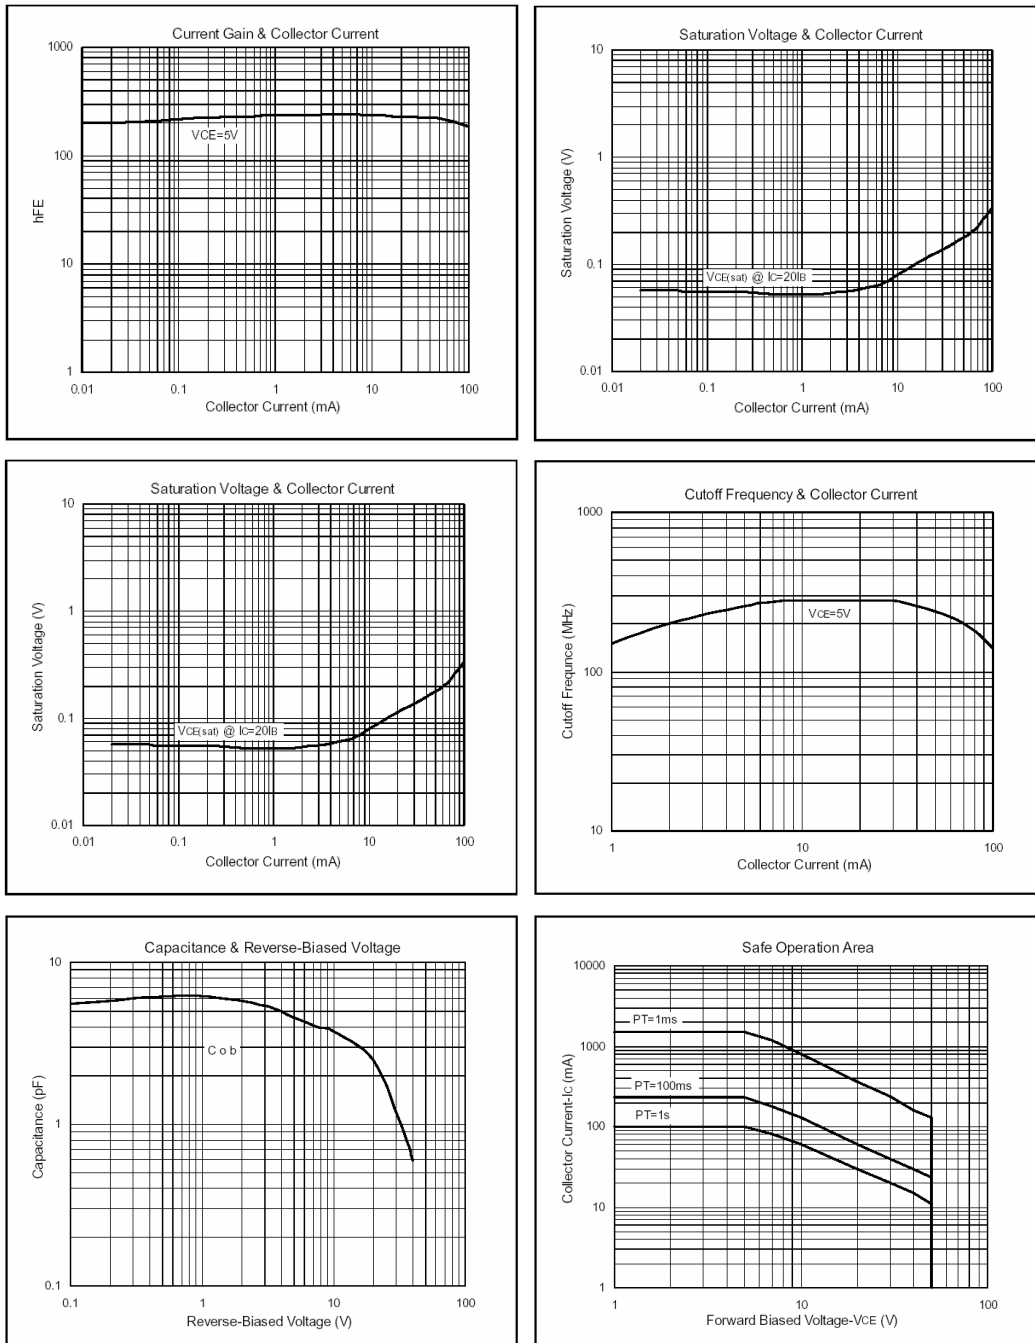 Current Gain & Collector Current
1000
100
10
1
hFE
VCE=5V
0.01
0.1
1
10
100
Collector Current (mA)
Saturation Voltage & Collector Current
10
1
0.1
0.01
Saturation Voltage (V)
VCE(sat) @ IC=20IB
0.01
0.1
1
10
100
Collector Current (mA)
Saturation Voltage & Collector Current
10
1
0.1
0.01
Saturation Voltage (V)
VCE(sat) @ IC=20IB
0.01
0.1
1
10
100
Collector Current (mA)
Cutoff Frequency & Collector Current
1000
100
10
Cutoff Frequnce (MHz)
VCE=5V
1
10
100
Collector Current (mA)
Capacitance & Reverse-Biased Voltage
10
1
0.1
Capacitance (pF)
Cob
0.1
1
10
100
Reverse-Biased Voltage (V)
Safe Operation Area
10000
1000
100
10
1
Collector Current-IC (mA)
PT=1ms
PT=100ms
PT=1s
1
10
100
Forward Biased Voltage-VCE (V)